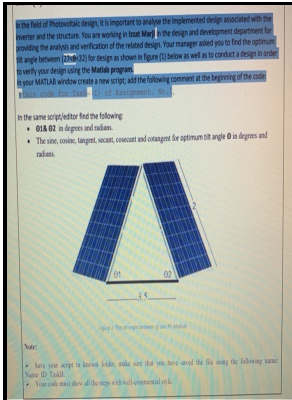 In the field of Photovoltaic design, it is important to analyse the implemented design associated with the
inverter and the structure. You are working in Izzat Marji in the design and development department for
providing the analysis and verification of the related design. Your manager asked you to find the optimum
tilt angle between (32) for design as shown in figure (1) below as well as to conduct a design in order
to verify your design using the Matlab program.
In your MATLAB window create a new script; add the following comment at the beginning of the code:
this code for Task (1) of Assignment. No.
In the same script/editor find the following:
• θ1& θ2 in degrees and radians.
• The sine, cosine, tangent, secant, cosecant and cotangent for optimum tilt angle θ in degrees and
radians.
2
θ1 θ2
3.5
Note:
➢ Save your script in known folder, make sure that you have saved the file using the following name:
Name_ID_Task
➢ Your code must show all the steps with well-commented style.